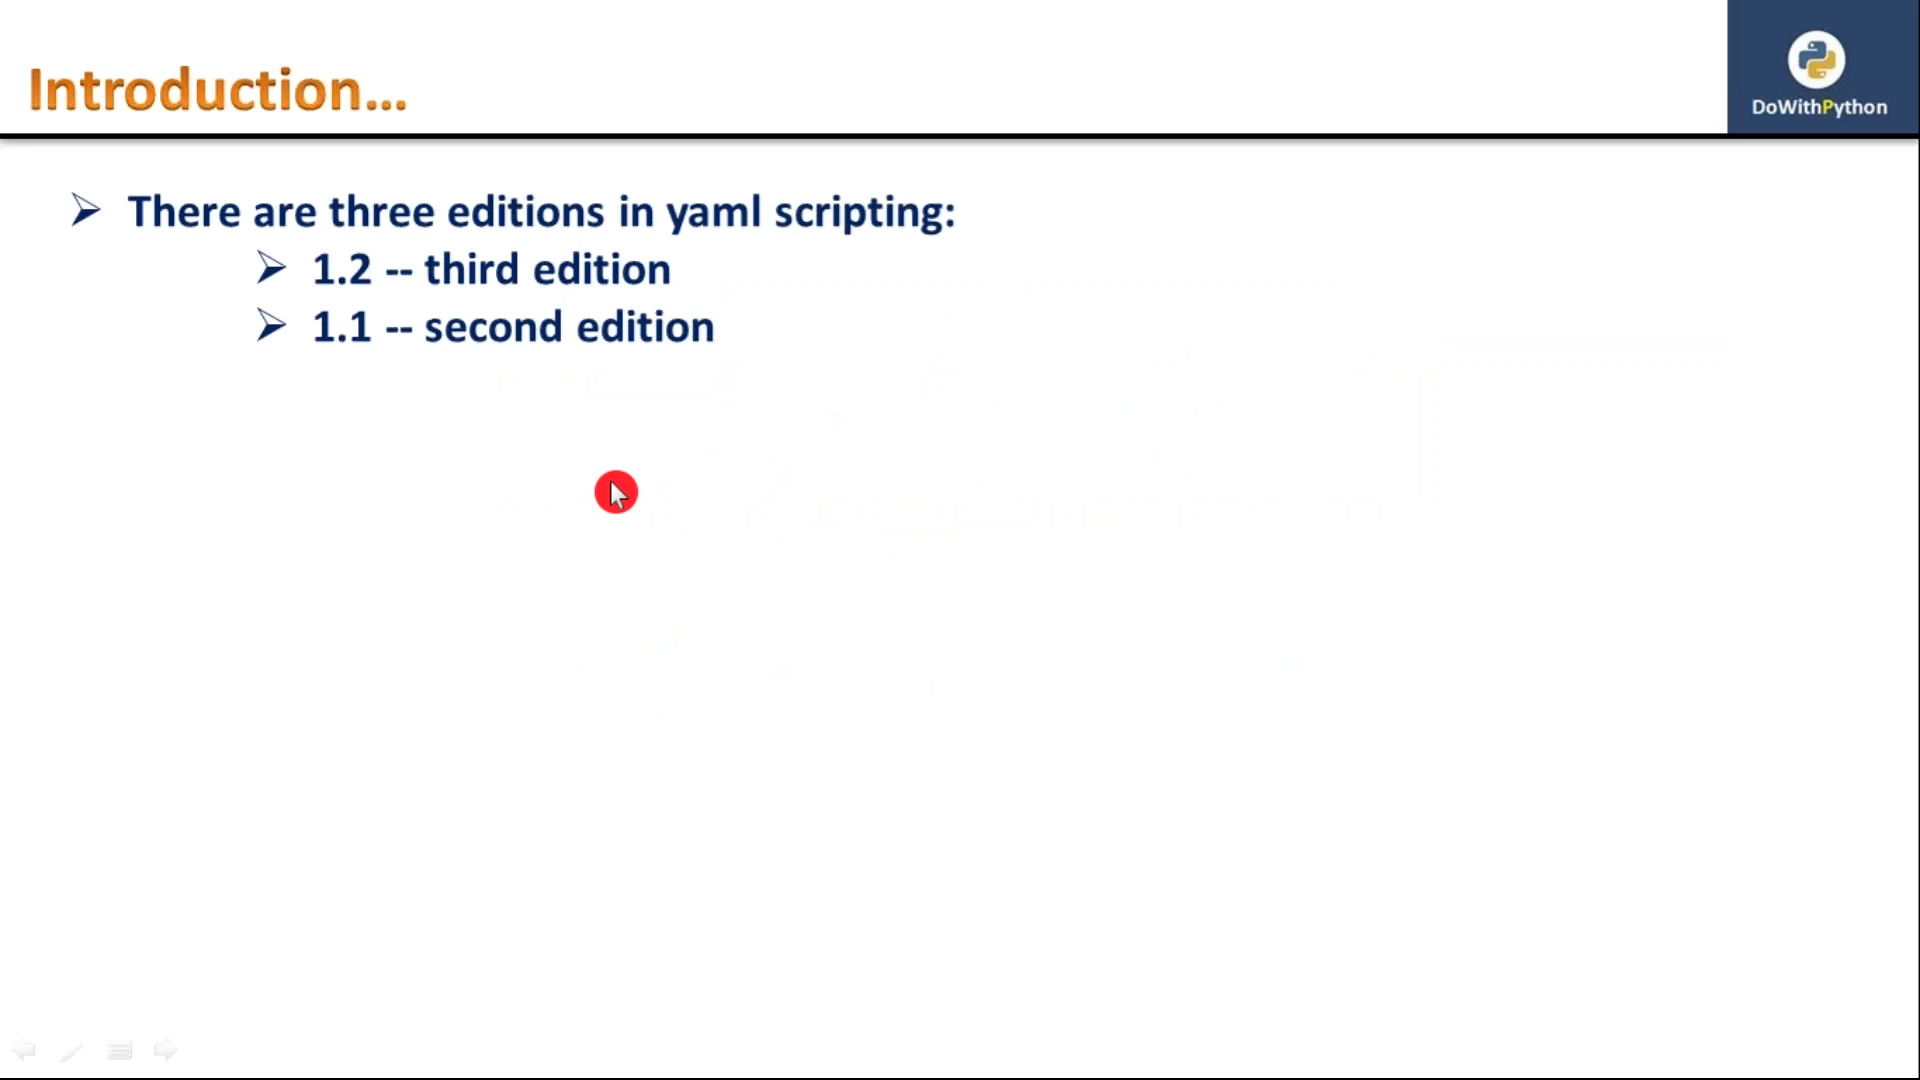 Introduction...
DoWithPython
There are three editions in yaml scripting:
1.2 -- third edition
1.1 -- second edition